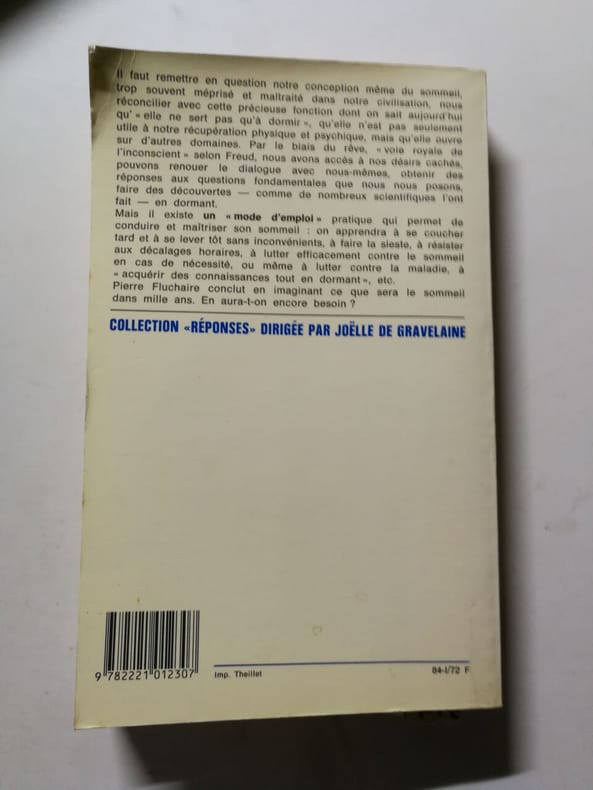 Il faut remettre en question notre conception même du sommeil,
trop souvent méprisé et maltraité dans notre civilisation, nous
réconcilier avec cette précieuse fonction dont on sait aujourd'hui
qu'« elle ne sert pas qu'à dormir », qu'elle n'est pas seulement
utile à notre récupération physique et psychique, mais qu'elle ouvre
sur d'autres domaines. Par le biais du rêve, « voie royale de
l'inconscient » selon Freud, nous avons accès à nos désirs cachés,
pouvons renouer le dialogue avec nous-mêmes, obtenir des
réponses aux questions fondamentales que nous nous posons,
faire des découvertes — comme de nombreux scientifiques l'ont
fait — en dormant.
Mais il existe un « mode d'emploi » pratique qui permet de
conduire et maîtriser son sommeil : on apprendra à se coucher
tard et à se lever tôt sans inconvénients, à faire la sieste, à résister
aux décalages horaires, à lutter efficacement contre le sommeil
en cas de nécessité, ou même à lutter contre la maladie, à
« acquérir des connaissances tout en dormant », etc.
Pierre Fluchaire conclut en imaginant ce que sera le sommeil
dans mille ans. En aura-t-on encore besoin ?
COLLECTION «RÉPONSES» DIRIGÉE PAR JOËLLE DE GRAVELAINE
9 782221 012307
Imp. Theillet
84-I/72 F